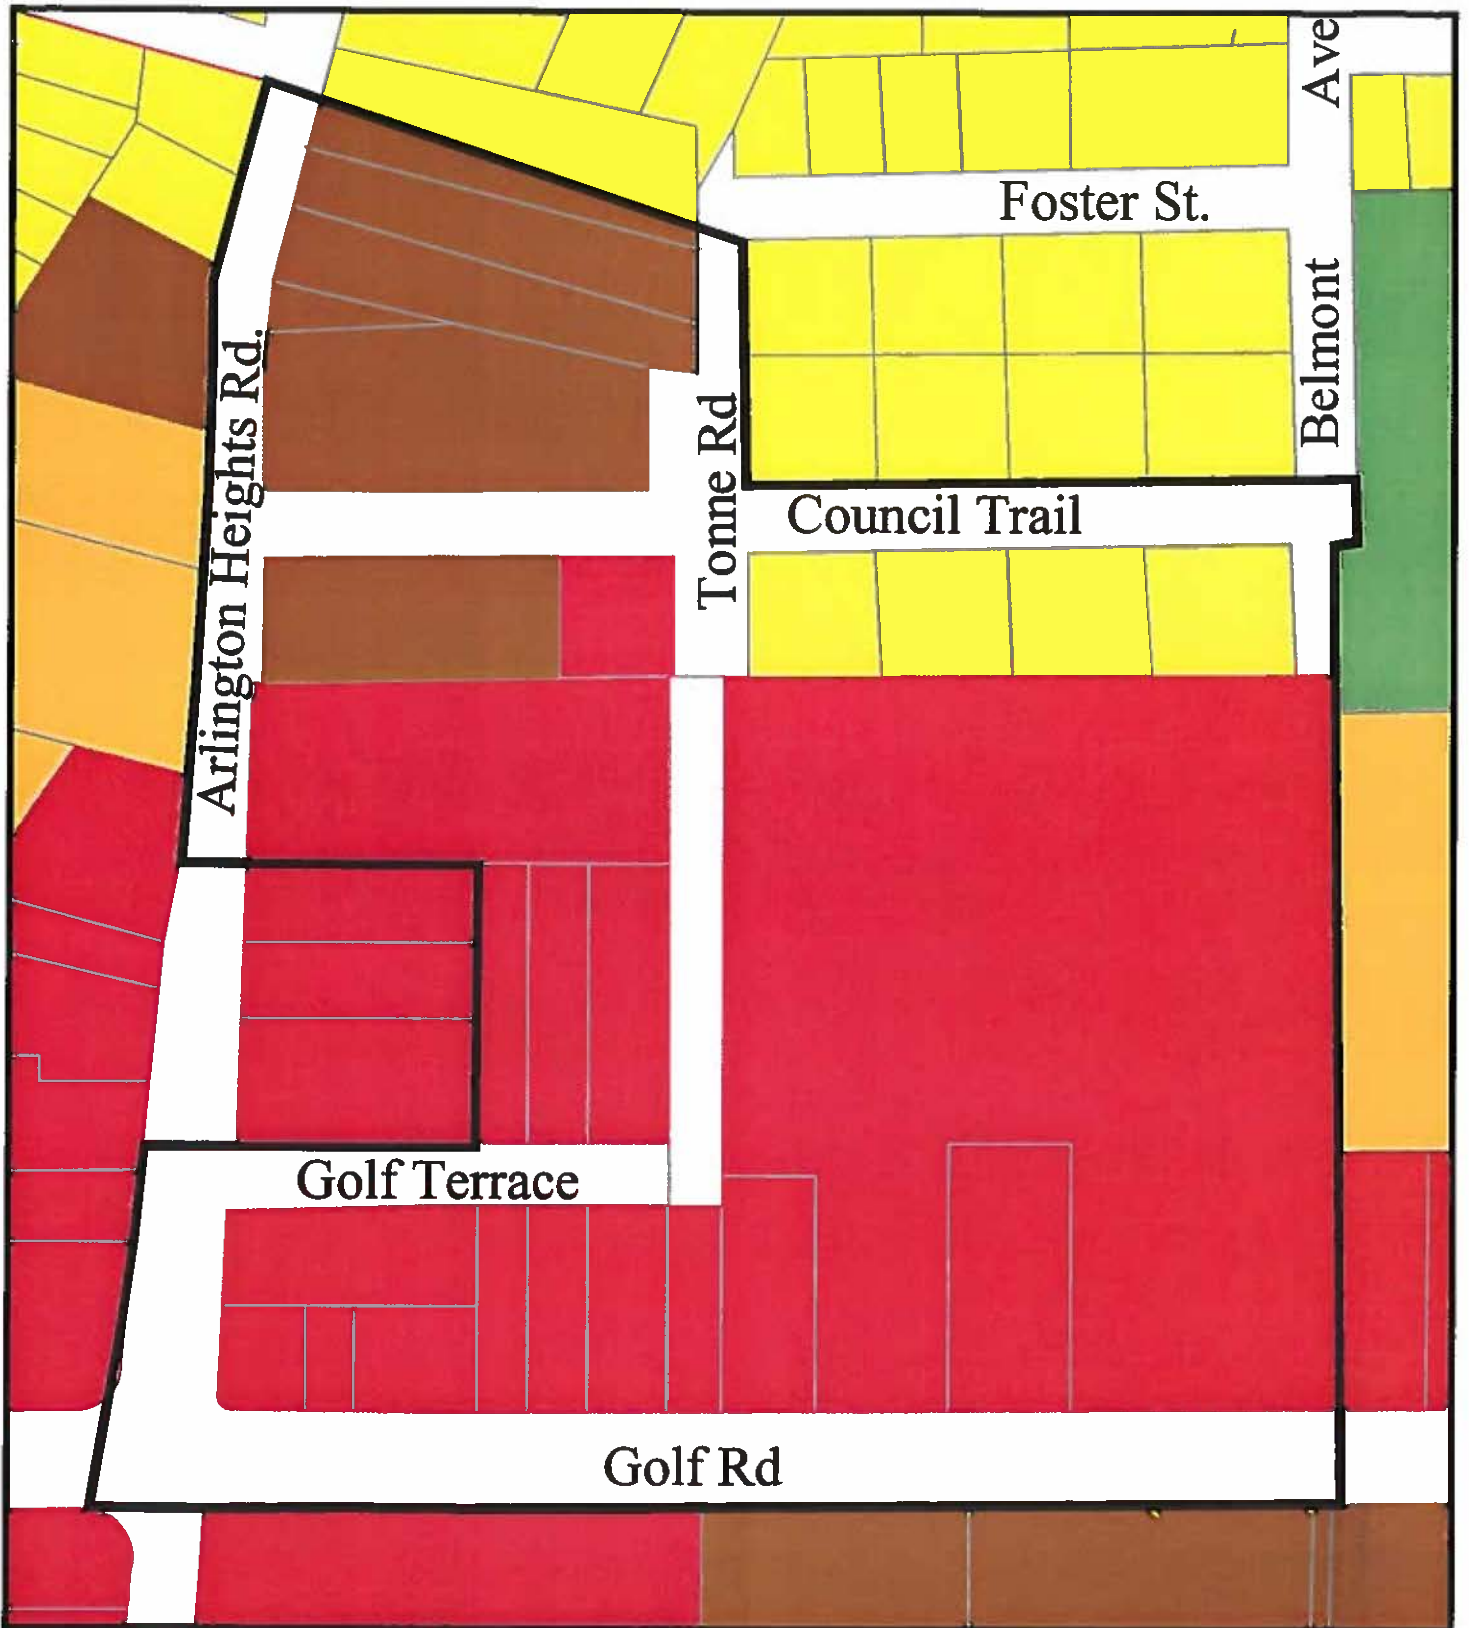 Ave
Foster St.
Belmont
Arlington Heights Rd.
Tonne Rd
Council Trail
Golf Terrace
Golf Rd